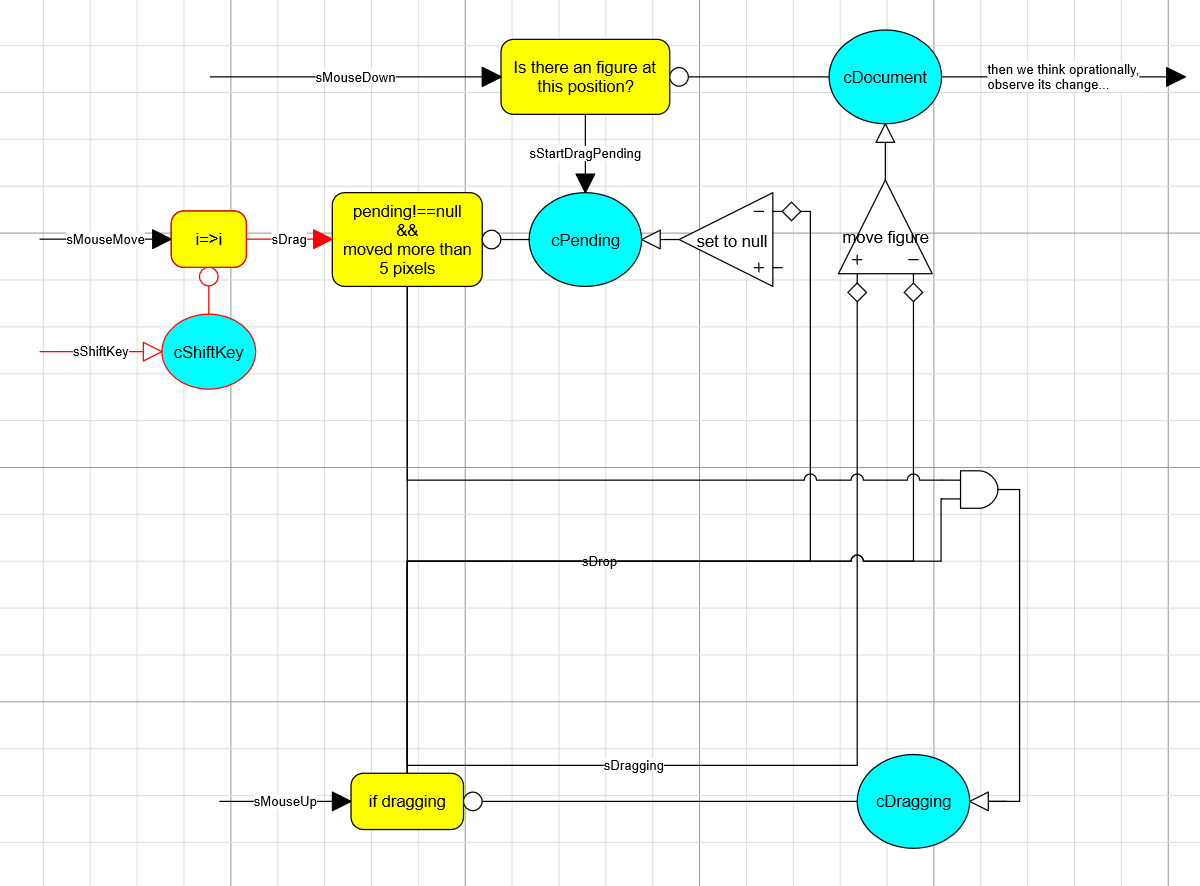 sMouseDown
Is there an figure at
this position?
cDocument
then we think oprationally,
observe its change...
sStartDragPending
sMouseMove
i=>i
sDrag
pending!==null
&&
moved more than
5 pixels
cPending
set to null
−
+
−
move figure
+
−
sShiftKey
cShiftKey
sDrop
sDragging
sMouseUp
if dragging
cDragging